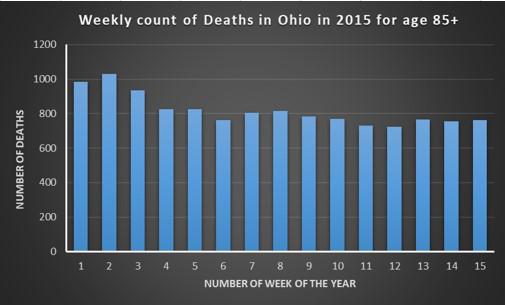 Weekly count of Deaths in Ohio in 2015 for age 85+
NUMBER OF DEATHS
1200
1000
800
600
400
200
0
1 2 3 4 5 6 7 8 9 10 11 12 13 14 15
NUMBER OF WEEK OF THE YEAR